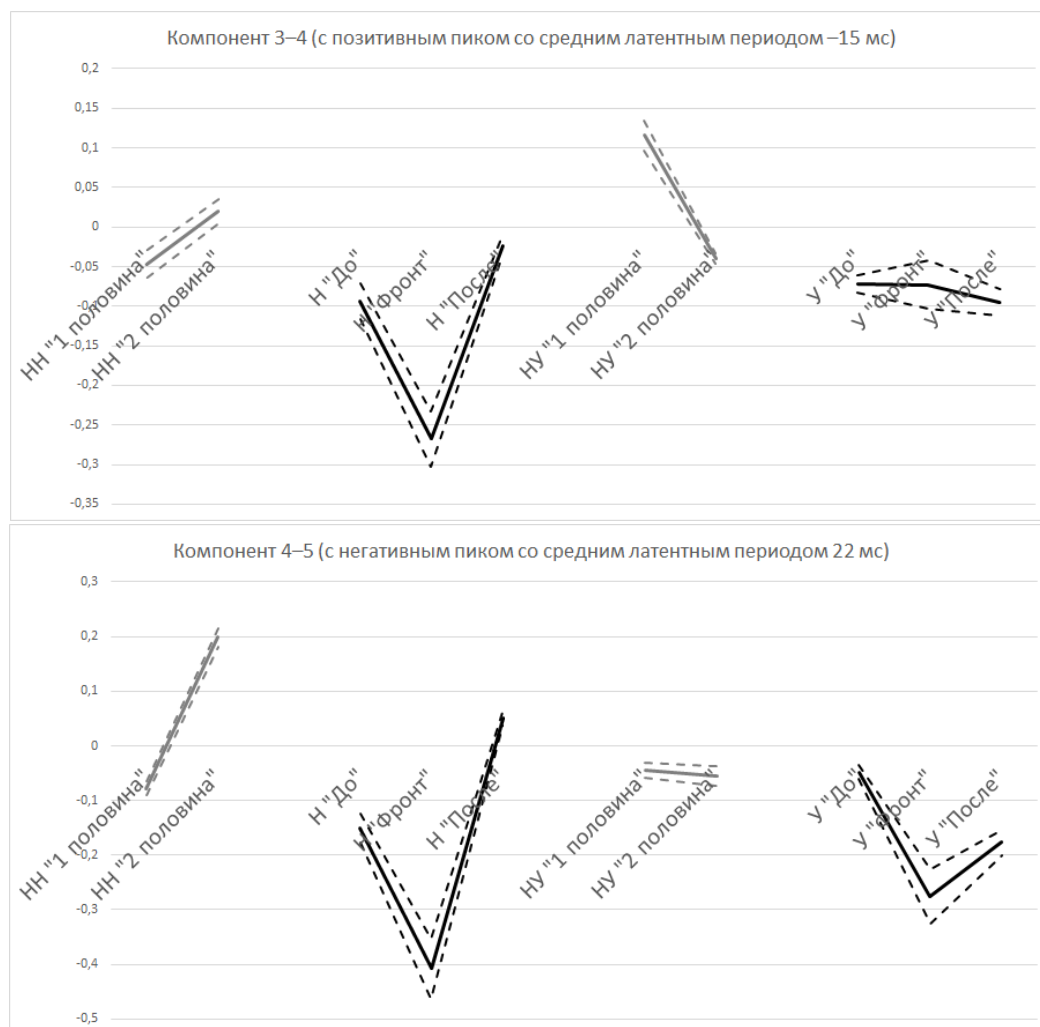 Компонент 3–4 (с позитивным пиком со средним латентным периодом –15 мс)
0,2
0,15
0,1
0,05
0
-0,05
-0,1
-0,15
-0,2
-0,25
-0,3
-0,35
НН "1 половина"
НН "2 половина"
Н "До"
Н "Фронт"
Н "После"
НУ "1 половина"
НУ "2 половина"
У "До"
У "Фронт"
У "После"
Компонент 4–5 (с негативным пиком со средним латентным периодом 22 мс)
0,3
0,2
0,1
0
-0,1
-0,2
-0,3
-0,4
-0,5
НН "1 половина"
НН "2 половина"
Н "До"
Н "Фронт"
Н "После"
НУ "1 половина"
НУ "2 половина"
У "До"
У "Фронт"
У "После"